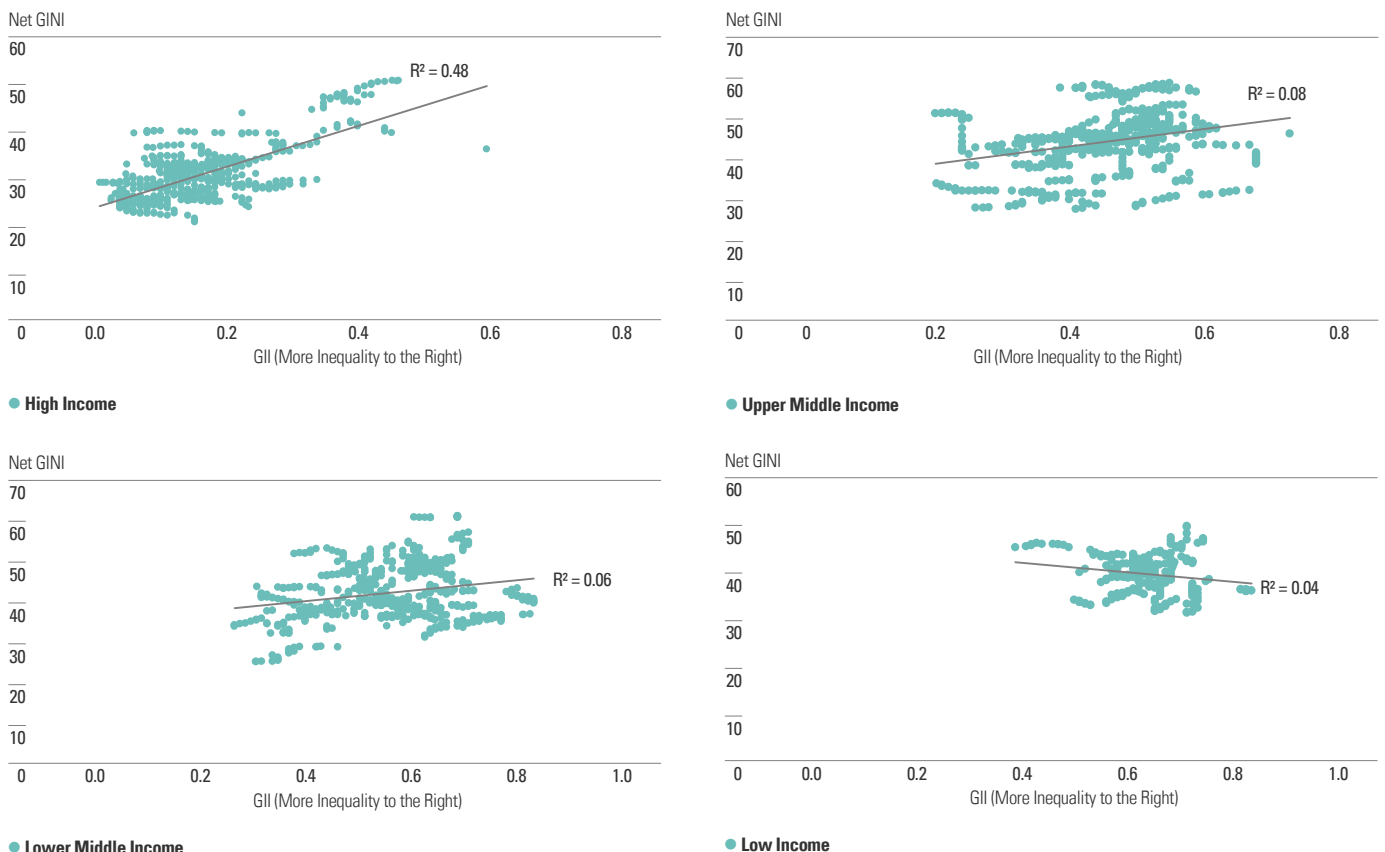 Net GINI
60
50
40
30
20
10
0 0.0 0.2 0.4 0.6 0.8
R² = 0.48
GII (More Inequality to the Right)
High Income
Net GINI
70
60
50
40
30
20
10
0 0 0.2 0.4 0.6 0.8
R² = 0.08
GII (More Inequality to the Right)
Upper Middle Income
Net GINI
70
60
50
40
30
20
10
0 0.0 0.2 0.4 0.6 0.8 1.0
R² = 0.06
GII (More Inequality to the Right)
Lower Middle Income
Net GINI
60
50
40
30
20
10
0 0.0 0.2 0.4 0.6 0.8 1.0
R² = 0.04
GII (More Inequality to the Right)
Low Income